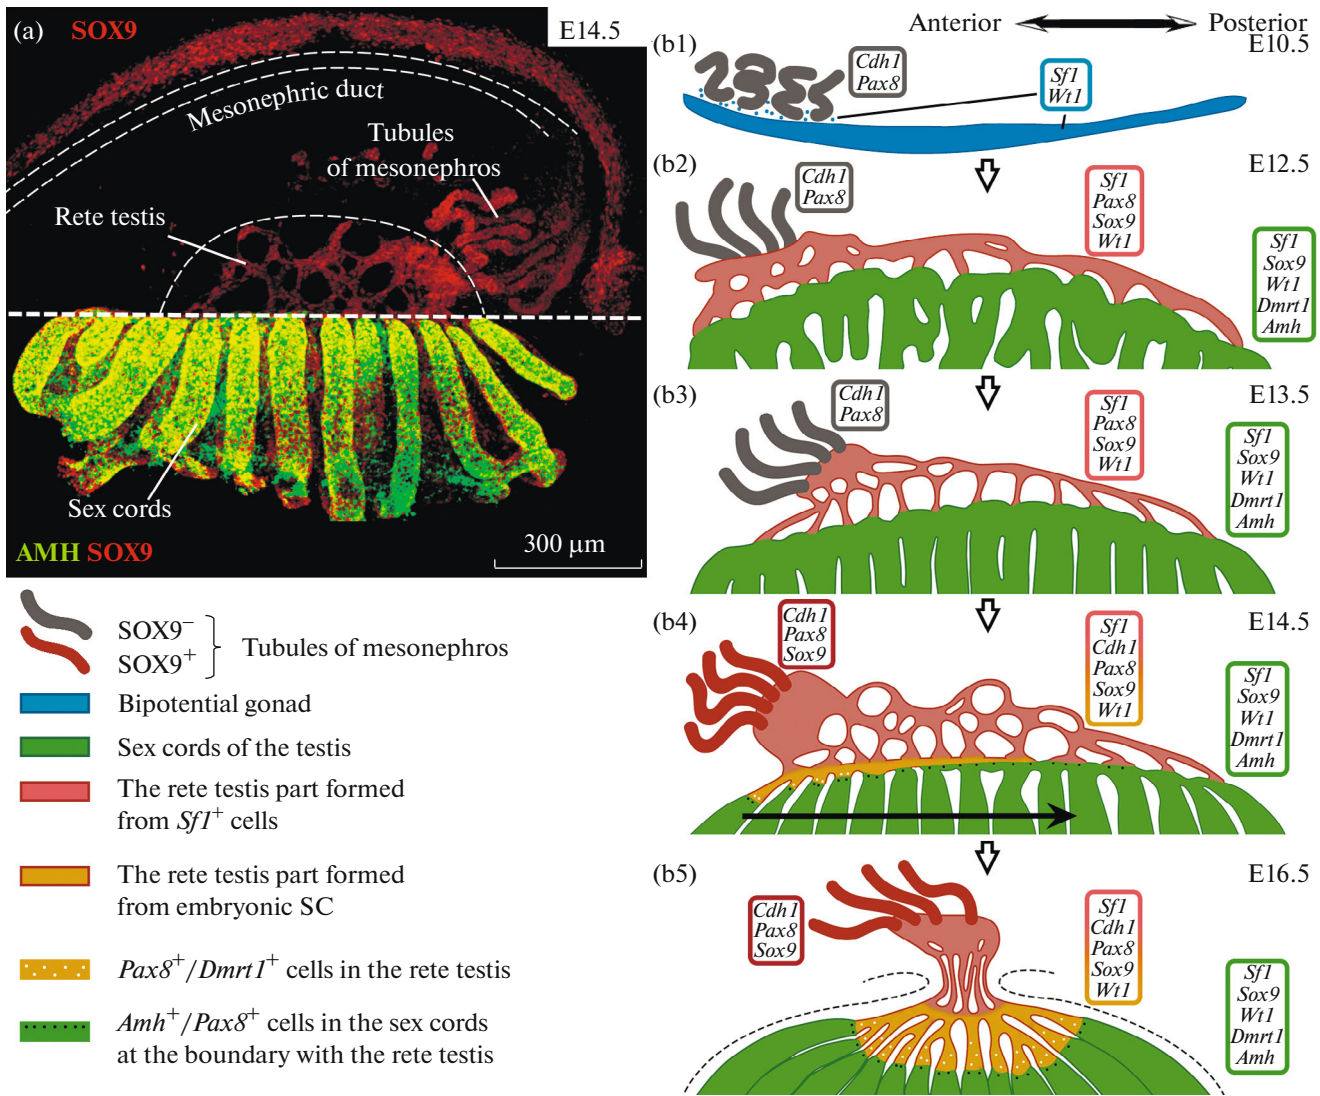 (a) SOX9 E14.5
Mesonephric duct
Tubules
of mesonephros
Rete testis
Sex cords
AMH SOX9
300 μm
SOX9⁻
SOX9⁺
Tubules of mesonephros
Bipotential gonad
Sex cords of the testis
The rete testis part formed
from Sf1⁺ cells
The rete testis part formed
from embryonic SC
Pax8⁺/Dmrt1⁺ cells in the rete testis
Amh⁺/Pax8⁺ cells in the sex cords
at the boundary with the rete testis
Anterior Posterior
(b1) E10.5
Cdh1
Pax8
Sf1
Wt1
(b2) E12.5
Cdh1
Pax8
Sf1
Pax8
Sox9
Wt1
Sf1
Sox9
Wt1
Dmrt1
Amh
(b3) E13.5
Cdh1
Pax8
Sf1
Pax8
Sox9
Wt1
Sf1
Sox9
Wt1
Dmrt1
Amh
(b4) E14.5
Cdh1
Pax8
Sox9
Sf1
Cdh1
Pax8
Sox9
Wt1
Sf1
Sox9
Wt1
Dmrt1
Amh
(b5) E16.5
Cdh1
Pax8
Sox9
Sf1
Cdh1
Pax8
Sox9
Wt1
Sf1
Sox9
Wt1
Dmrt1
Amh